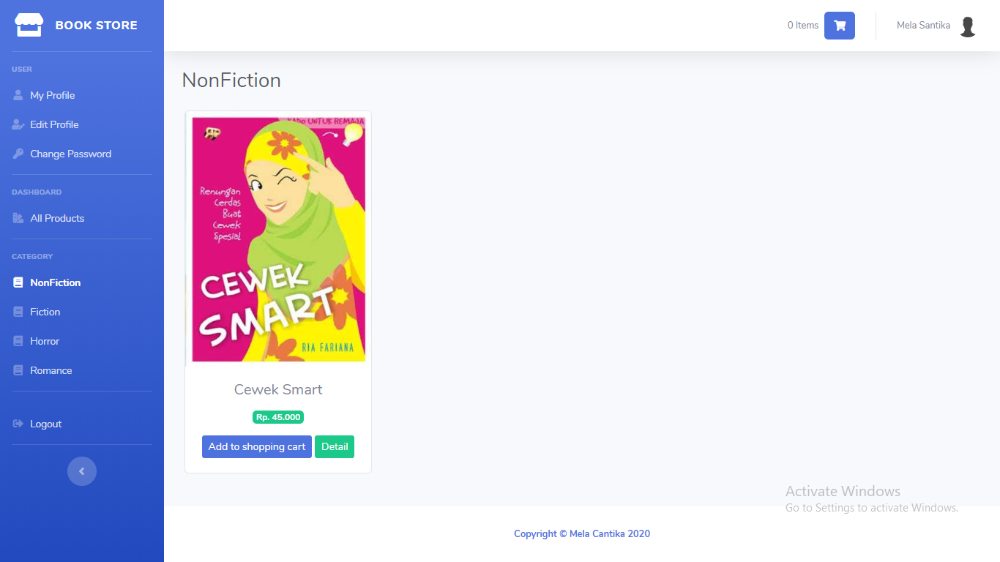 BOOK STORE
0 Items
Mela Santika
USER
My Profile
Edit Profile
Change Password
DASHBOARD
All Products
CATEGORY
NonFiction
Fiction
Horror
Romance
Logout
NonFiction
KADO UNTUK REMAJA
Renungan
Cerdas
Buat
Cewek
Spesial
CEWEK
SMART
RIA FARIANA
Cewek Smart
Rp. 45.000
Add to shopping cart
Detail
Activate Windows
Go to Settings to activate Windows.
Copyright © Mela Cantika 2020